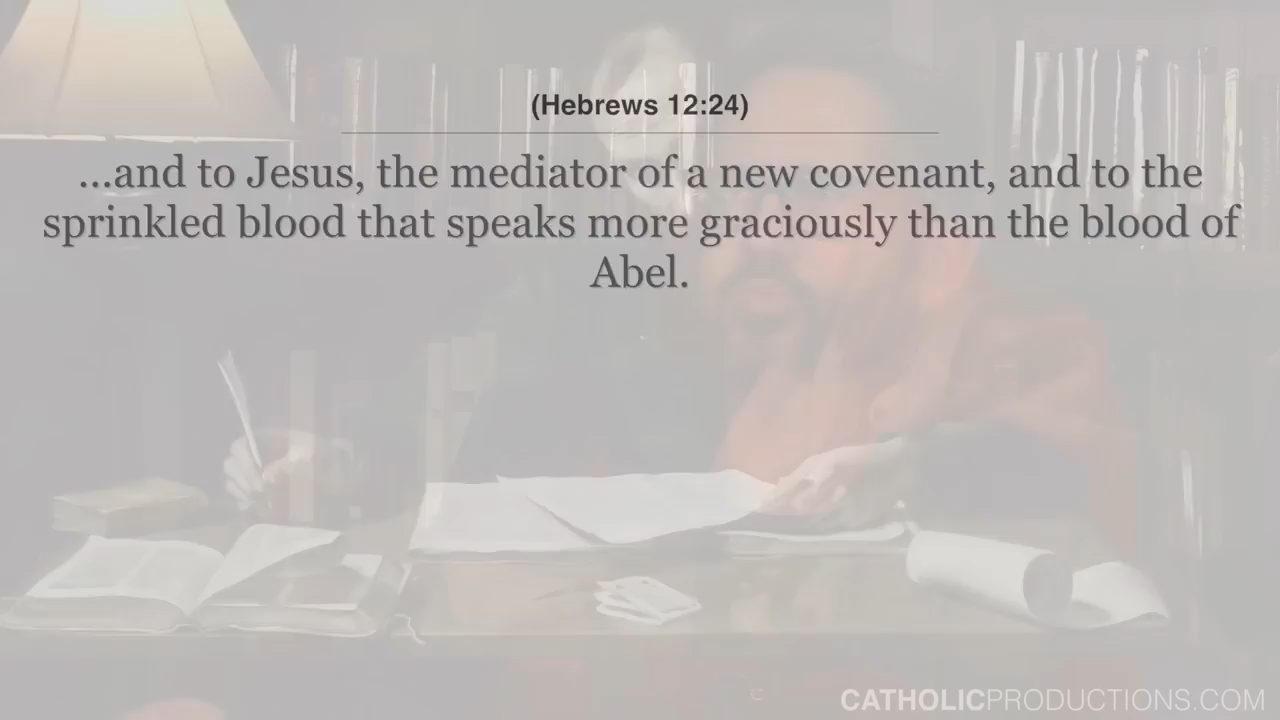 (Hebrews 12:24)
...and to Jesus, the mediator of a new covenant, and to the
sprinkled blood that speaks more graciously than the blood of
Abel.
CATHOLICPRODUCTIONS.COM